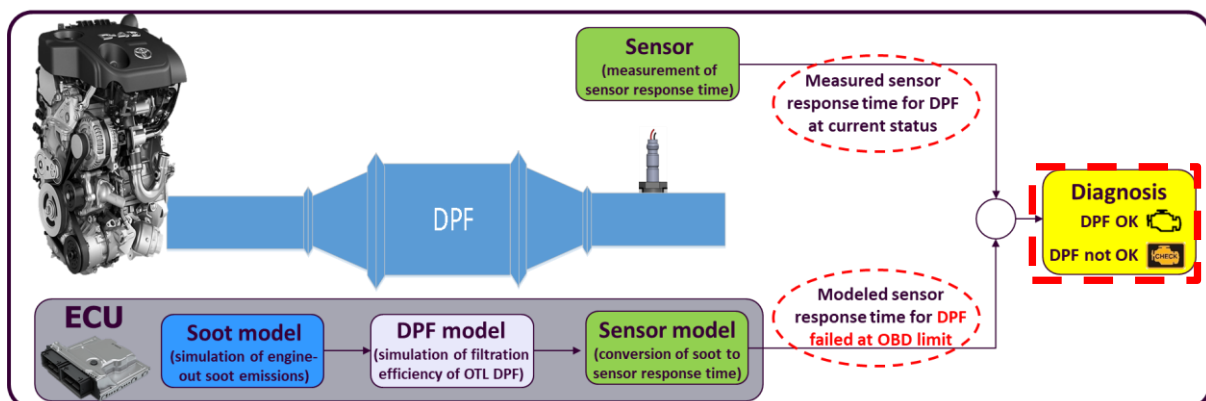 Sensor
(measurement of
sensor response time)
Measured sensor
response time for DPF
at current status
DPF
Diagnosis
DPF OK
DPF not OK
CHECK
ECU
Soot model
(simulation of engine-
out soot emissions)
DPF model
(simulation of filtration
efficiency of OTL DPF)
Sensor model
(conversion of soot to
sensor response time)
Modeled sensor
response time for DPF
failed at OBD limit